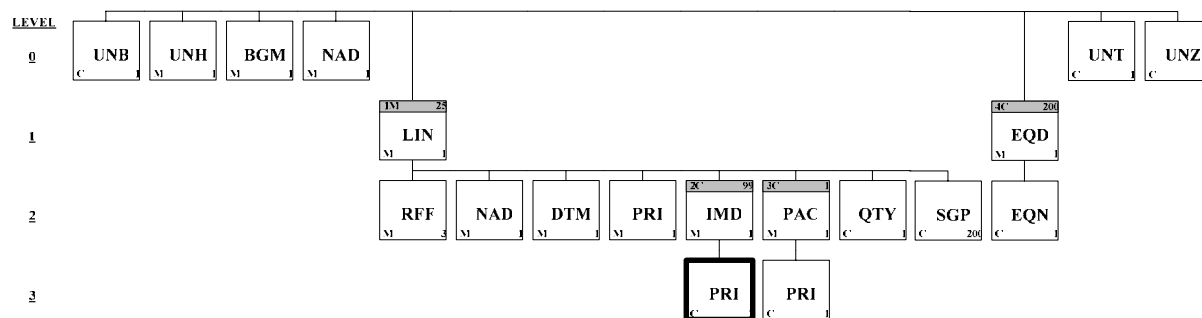 LEVEL
0 UNB UNH BGM NAD UNT UNZ
C 1 M 1 M 1 M 1 C 1 C
1M 25 4C 200
1 LIN EQD
M 1 M 1
2C 99 3C 1
2 RFF NAD DTM PRI IMD PAC QTY SGP EQN
M 3 M 1 M 1 M 1 M 1 M 1 C 1 C 200 C 1
3 PRI PRI
C C 1